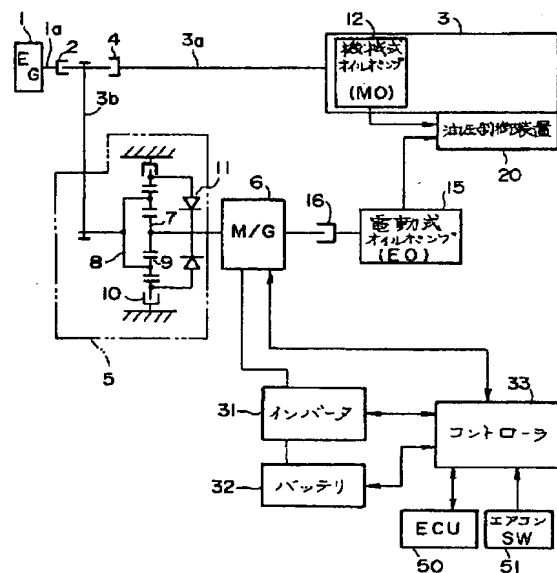 1
1a
2
4
3a
12
3
E
G
機械式
オイルポンプ
(MO)
3b
油圧制御装置
20
11
6
16
15
7
M/G
電動式
オイルポンプ
(EO)
8
9
10
5
31
インバータ
33
コントローラ
32
バッテリ
ECU
エアコン
SW
50
51